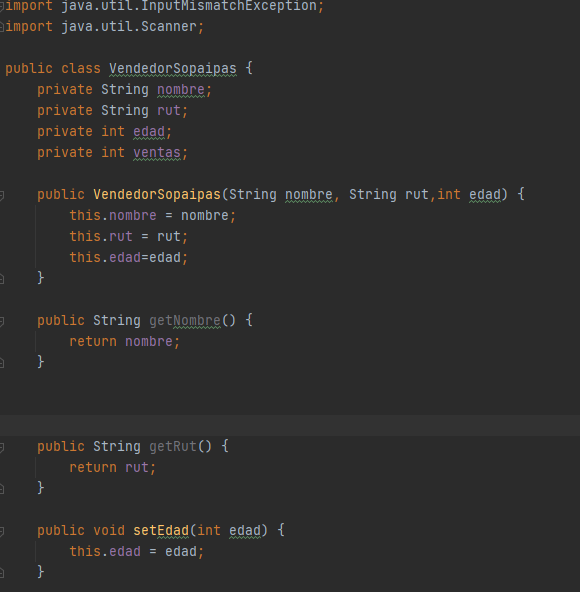 import java.util.InputMismatchException;
import java.util.Scanner;
public class VendedorSopaipas {
private String nombre;
private String rut;
private int edad;
private int ventas;
public VendedorSopaipas(String nombre, String rut,int edad) {
this.nombre = nombre;
this.rut = rut;
this.edad=edad;
}
public String getNombre() {
return nombre;
}
public String getRut() {
return rut;
}
public void setEdad(int edad) {
this.edad = edad;
}